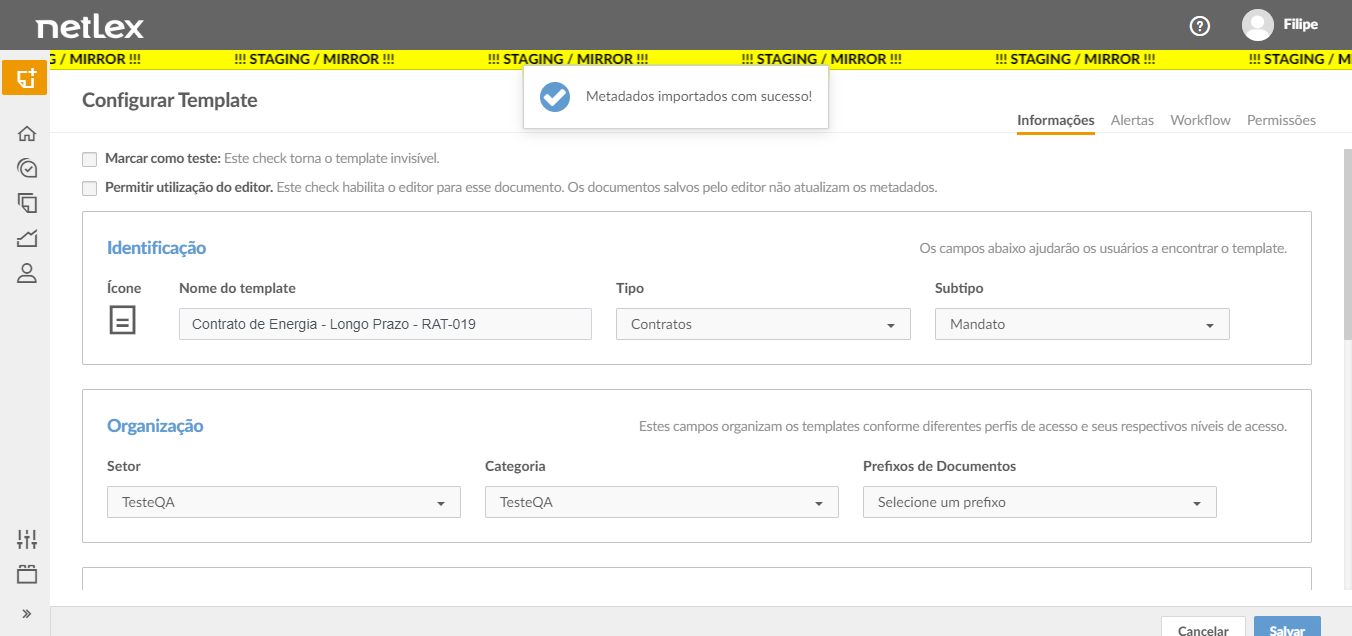 netlex
Filipe
G / MIRROR !!! !!! STAGING / MIRROR !!! !!! STAGING / MIRROR !!! !!! STAGING / MIRROR !!! !!! STAGING / MIRROR !!! !!! STAGING / M
Metadados importados com sucesso!
Configurar Template
Informações Alertas Workflow Permissões
Marcar como teste: Este check torna o template invisível.
Permitir utilização do editor. Este check habilita o editor para esse documento. Os documentos salvos pelo editor não atualizam os metadados.
Identificação Os campos abaixo ajudarão os usuários a encontrar o template.
Ícone Nome do template Tipo Subtipo
Contrato de Energia - Longo Prazo - RAT-019 Contratos Mandato
Organização Estes campos organizam os templates conforme diferentes perfis de acesso e seus respectivos níveis de acesso.
Setor Categoria Prefixos de Documentos
TesteQA TesteQA Selecione um prefixo
Cancelar Salvar